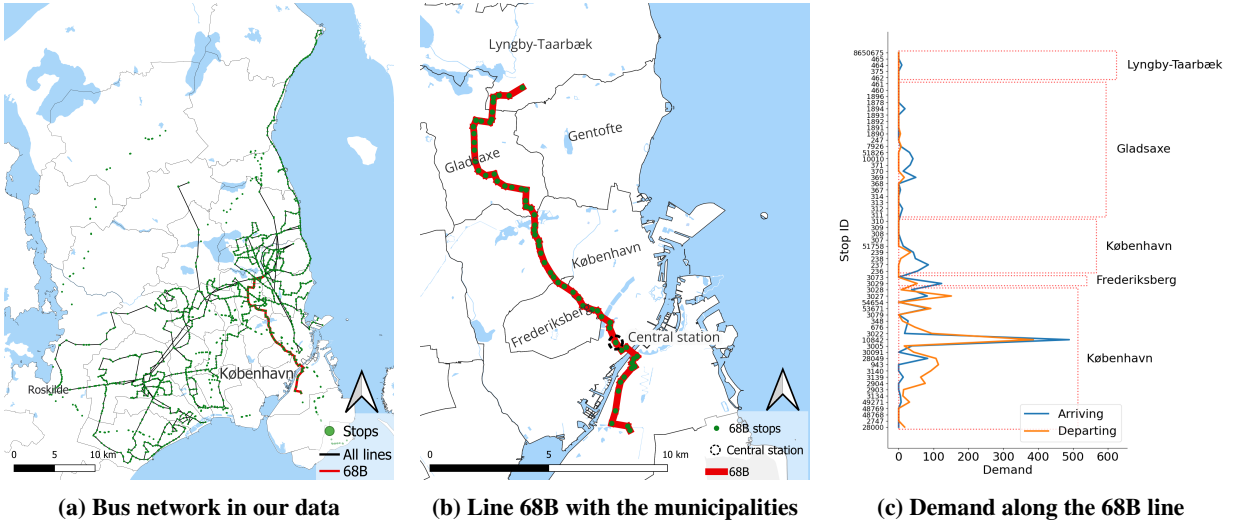 Roskilde
København
Stops
All lines
68B
0
5
10 km
(a) Bus network in our data
Lyngby-Taarbæk
Gentofte
Gladsaxe
København
Frederiksberg
Central station
68B stops
Central station
68B
0
5
10 km
(b) Line 68B with the municipalities
Stop ID
8650675
465
464
375
462
461
460
1896
1878
1894
1893
1892
1891
1890
247
7926
51826
10010
371
370
369
368
367
314
313
312
311
310
309
308
307
51758
239
238
237
236
3073
3029
3028
3027
54654
53671
3079
348
676
3022
10842
3005
30091
28049
943
3140
3139
2904
2903
3134
49271
48769
48768
2747
28000
Lyngby-Taarbæk
Gladsaxe
København
Frederiksberg
København
Arriving
Departing
0
100
200
300
400
500
600
Demand
(c) Demand along the 68B line